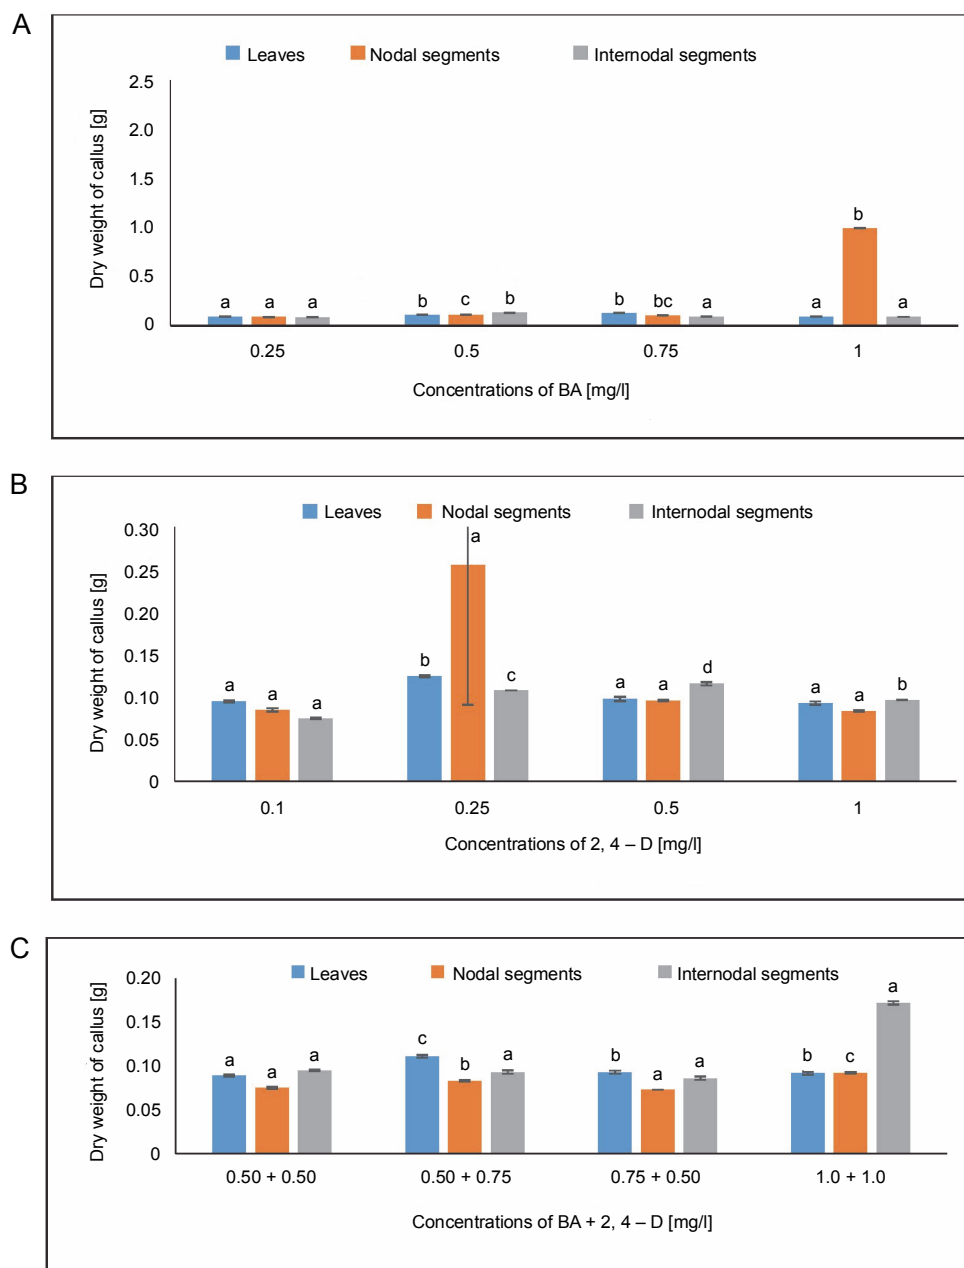 A
Leaves Nodal segments Internodal segments
Dry weight of callus [g]
2.5
2.0
1.5
1.0
0.5
0
a a a b c b b bc a a b a
0.25 0.5 0.75 1
Concentrations of BA [mg/l]
B
Leaves Nodal segments Internodal segments
Dry weight of callus [g]
0.30
0.25
0.20
0.15
0.10
0.05
0
a a a b a c a a d a a b
0.1 0.25 0.5 1
Concentrations of 2, 4 – D [mg/l]
C
Leaves Nodal segments Internodal segments
Dry weight of callus [g]
0.20
0.15
0.10
0.05
0
a a a c b a b a a b c a
0.50 + 0.50 0.50 + 0.75 0.75 + 0.50 1.0 + 1.0
Concentrations of BA + 2, 4 – D [mg/l]